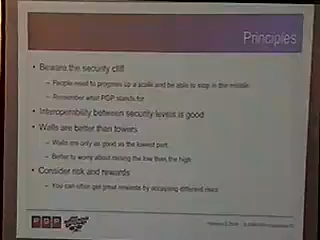 Principles
• Beware the security cliff
– People need to progress up a scale and be able to stop in the middle
– Remember what PGP stands for
• Interoperability between security levels is good
• Walls are better than towers
– Walls are only as good as the lowest part
– Better to worry about raising the low than the high
• Consider risk and rewards
– You can often get great rewards by accepting different risks
PGP